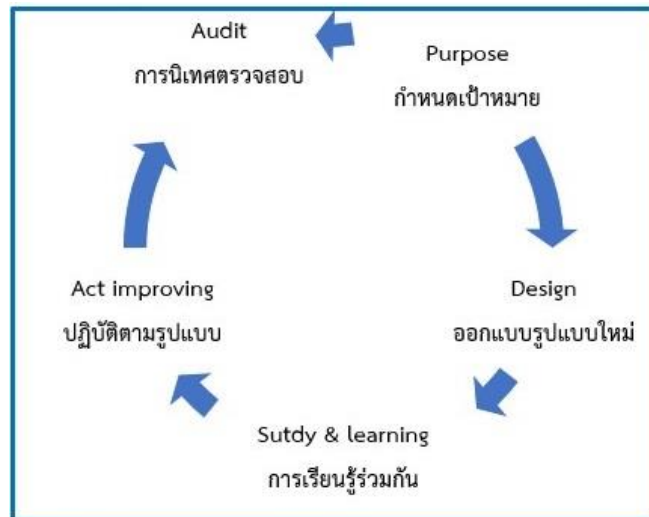 Audit
การนิเทศตรวจสอบ
Purpose
กำหนดเป้าหมาย
Design
ออกแบบรูปแบบใหม่
Sutdy & learning
การเรียนรู้ร่วมกัน
Act improving
ปฏิบัติตามรูปแบบ